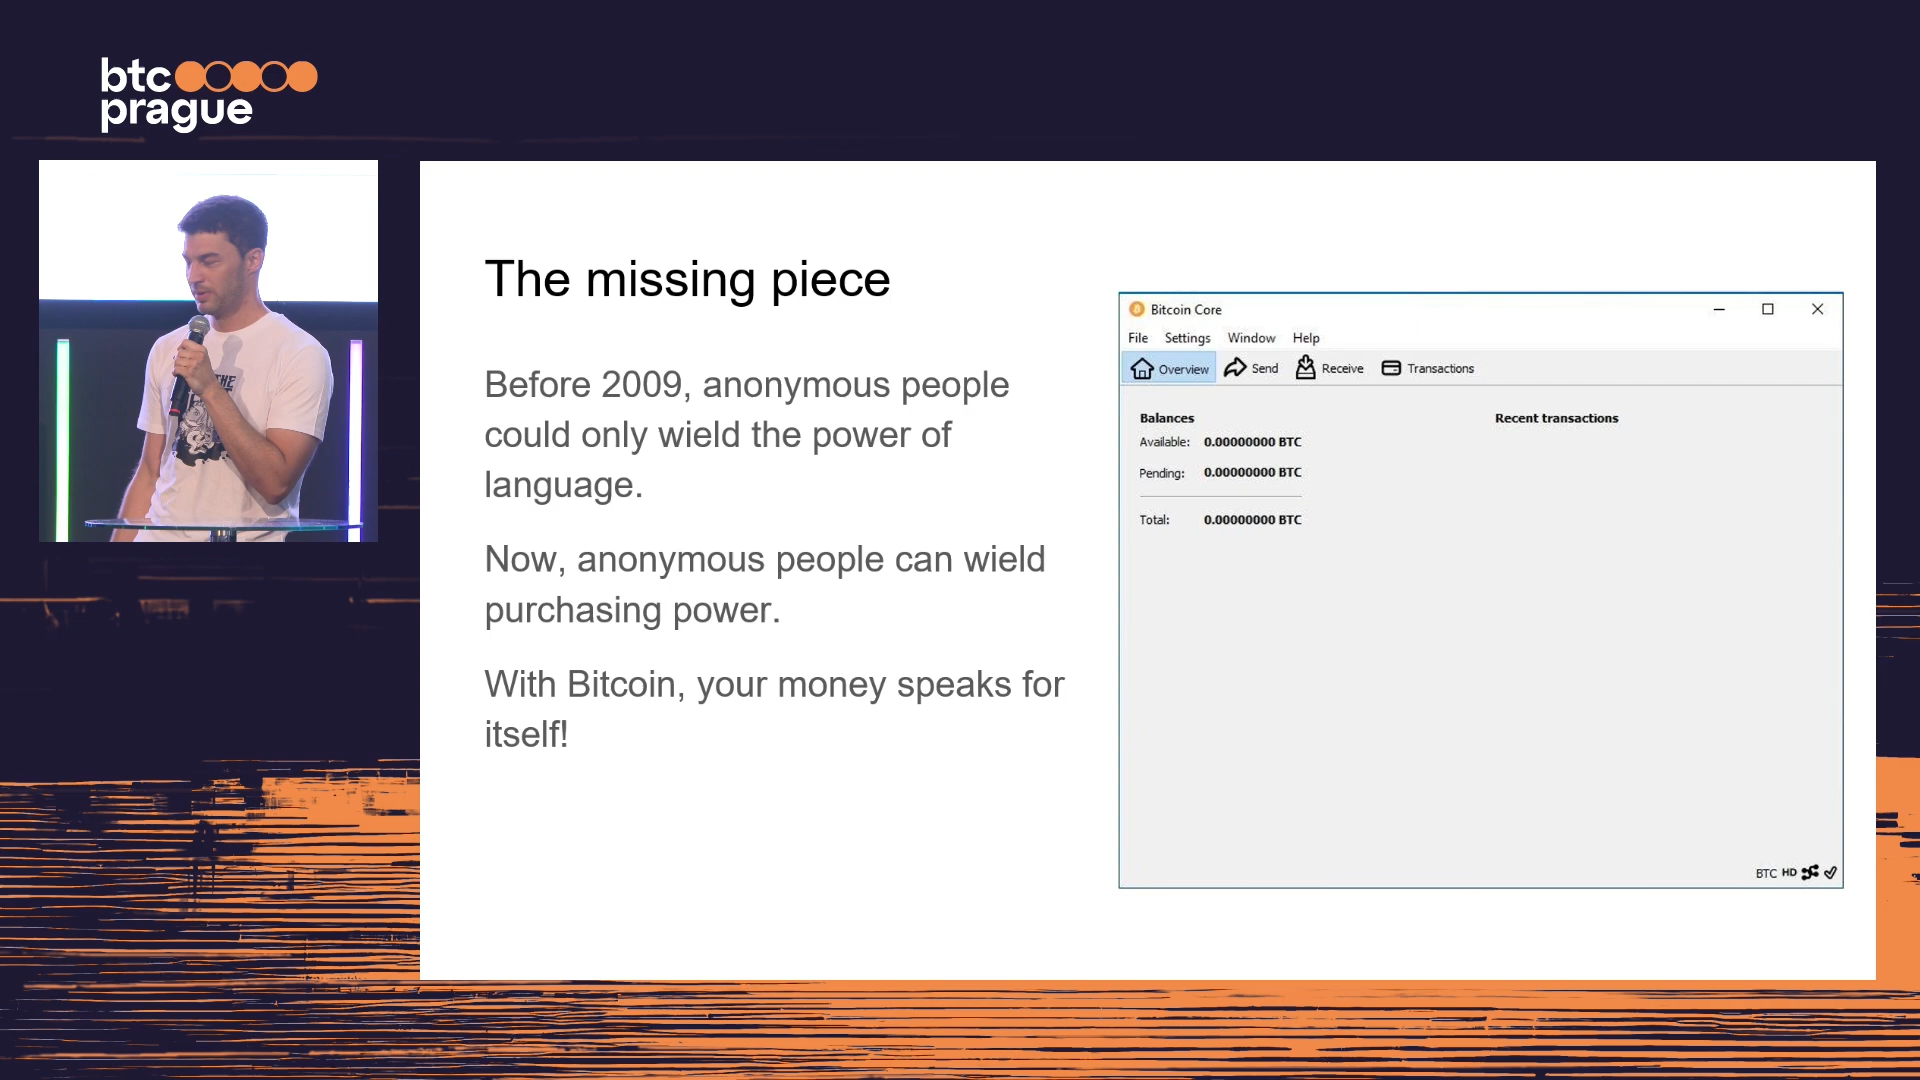 btc
prague
THE
The missing piece
Before 2009, anonymous people
could only wield the power of
language.
Now, anonymous people can wield
purchasing power.
With Bitcoin, your money speaks for
itself!
Bitcoin Core
File Settings Window Help
Overview Send Receive Transactions
Balances Recent transactions
Available: 0.00000000 BTC
Pending: 0.00000000 BTC
Total: 0.00000000 BTC
BTC HD